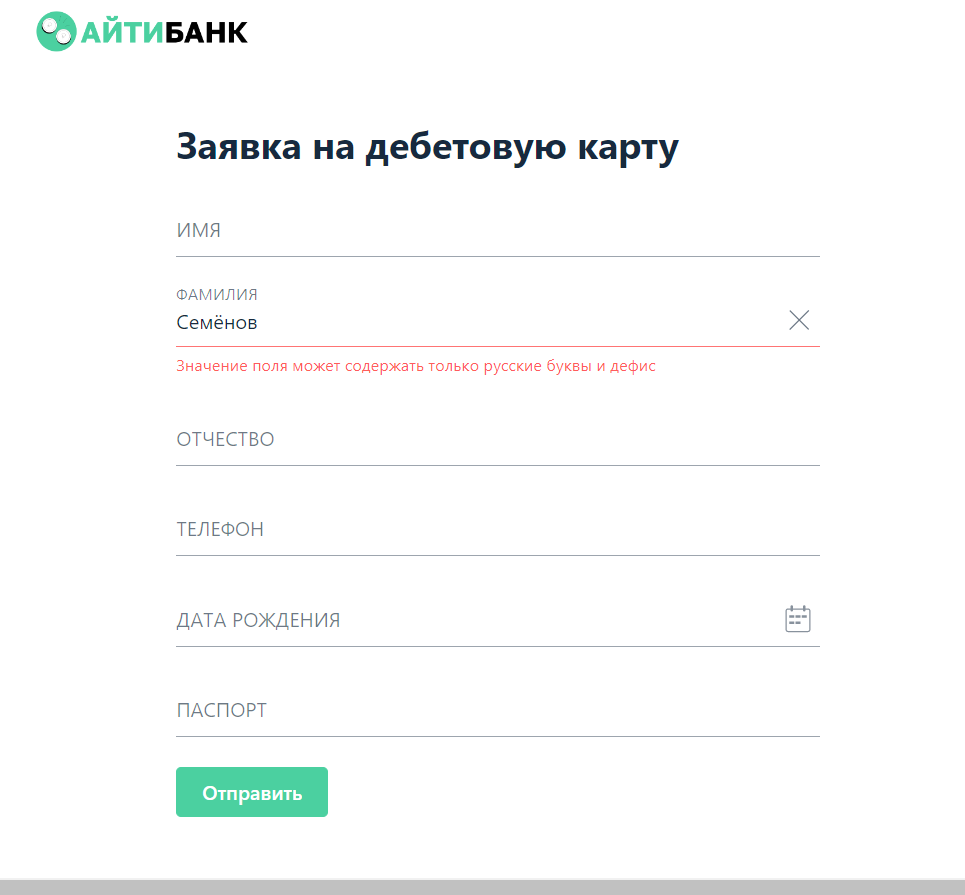 АЙТИБАНК
Заявка на дебетовую карту
ИМЯ
ФАМИЛИЯ
Семёнов
Значение поля может содержать только русские буквы и дефис
ОТЧЕСТВО
ТЕЛЕФОН
ДАТА РОЖДЕНИЯ
ПАСПОРТ
Отправить